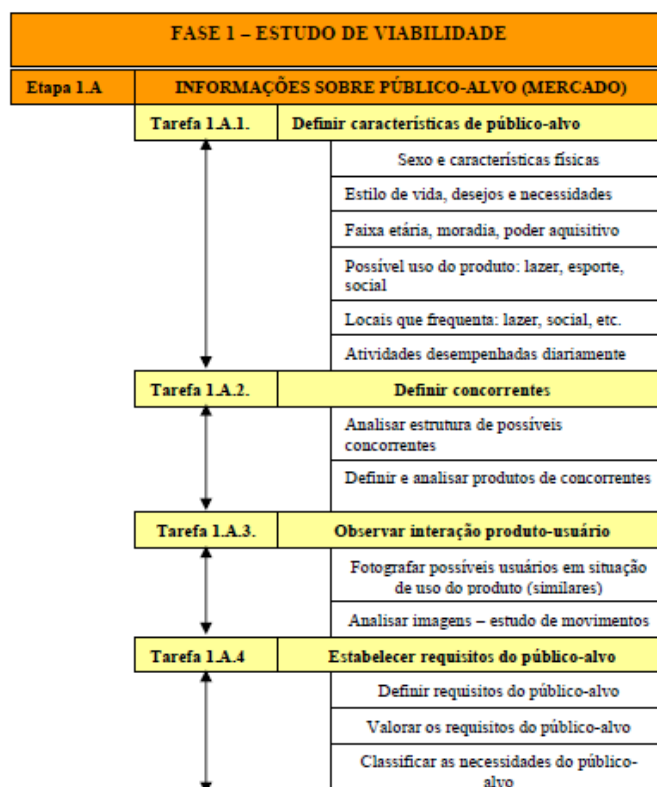 FASE 1 – ESTUDO DE VIABILIDADE
Etapa 1.A INFORMAÇÕES SOBRE PÚBLICO-ALVO (MERCADO)
Tarefa 1.A.1. Definir características de público-alvo
Sexo e características físicas
Estilo de vida, desejos e necessidades
Faixa etária, moradia, poder aquisitivo
Possível uso do produto: lazer, esporte,
social
Locais que frequenta: lazer, social, etc.
Atividades desempenhadas diariamente
Tarefa 1.A.2. Definir concorrentes
Analisar estrutura de possíveis
concorrentes
Definir e analisar produtos de concorrentes
Tarefa 1.A.3. Observar interação produto-usuário
Fotografar possíveis usuários em situação
de uso do produto (similares)
Analisar imagens – estudo de movimentos
Tarefa 1.A.4 Estabelecer requisitos do público-alvo
Definir requisitos do público-alvo
Valorar os requisitos do público-alvo
Classificar as necessidades do público-
alvo